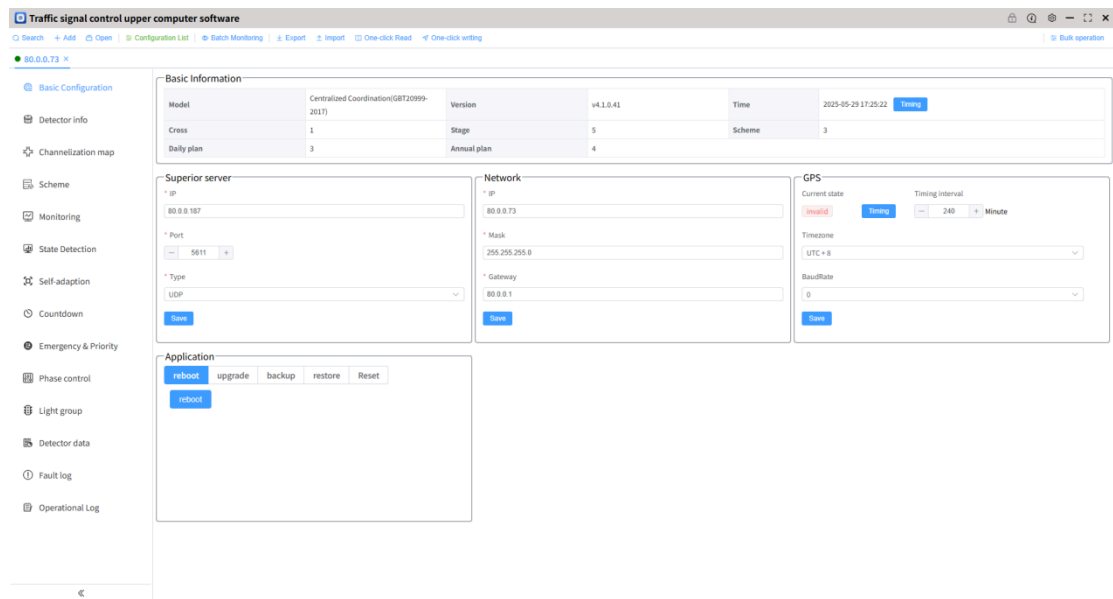 Traffic signal control upper computer software
Search Add Open Configuration List Batch Monitoring Export Import One-click Read One-click writing Bulk operation
80.0.0.73
Basic Configuration
Detector info
Channelization map
Scheme
Monitoring
State Detection
Self-adaption
Countdown
Emergency & Priority
Phase control
Light group
Detector data
Fault log
Operational Log
Basic Information
Model Centralized Coordination(GBT20999-
2017) Version v4.1.0.41 Time 2025-05-29 17:25:22 Timing
Cross 1 Stage 5 Scheme 3
Daily plan 3 Annual plan 4
Superior server
* IP
80.0.0.187
* Port
− 5611 +
* Type
UDP
Save
Network
* IP
80.0.0.73
* Mask
255.255.255.0
* Gateway
80.0.0.1
Save
GPS
Current state Timing interval
invalid Timing − 240 + Minute
Timezone
UTC + 8
BaudRate
0
Save
Application
reboot upgrade backup restore Reset
reboot